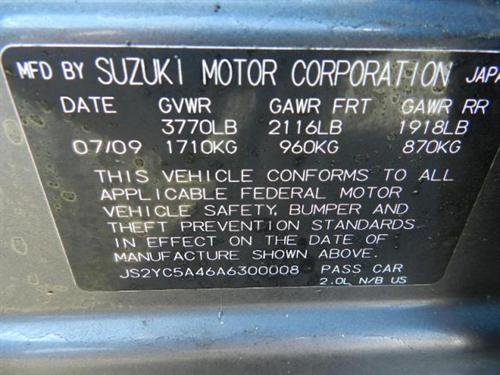 MFD BY SUZUKI MOTOR CORPORATION JAPA
DATE GVWR GAWR FRT GAWR RR
3770LB 2116LB 1918LB
07/09 1710KG 960KG 870KG
THIS VEHICLE CONFORMS TO ALL
APPLICABLE FEDERAL MOTOR
VEHICLE SAFETY, BUMPER AND
THEFT PREVENTION STANDARDS
IN EFFECT ON THE DATE OF
MANUFACTURE SHOWN ABOVE.
JS2YC5A46A6300008 PASS CAR
2.0L N/B US